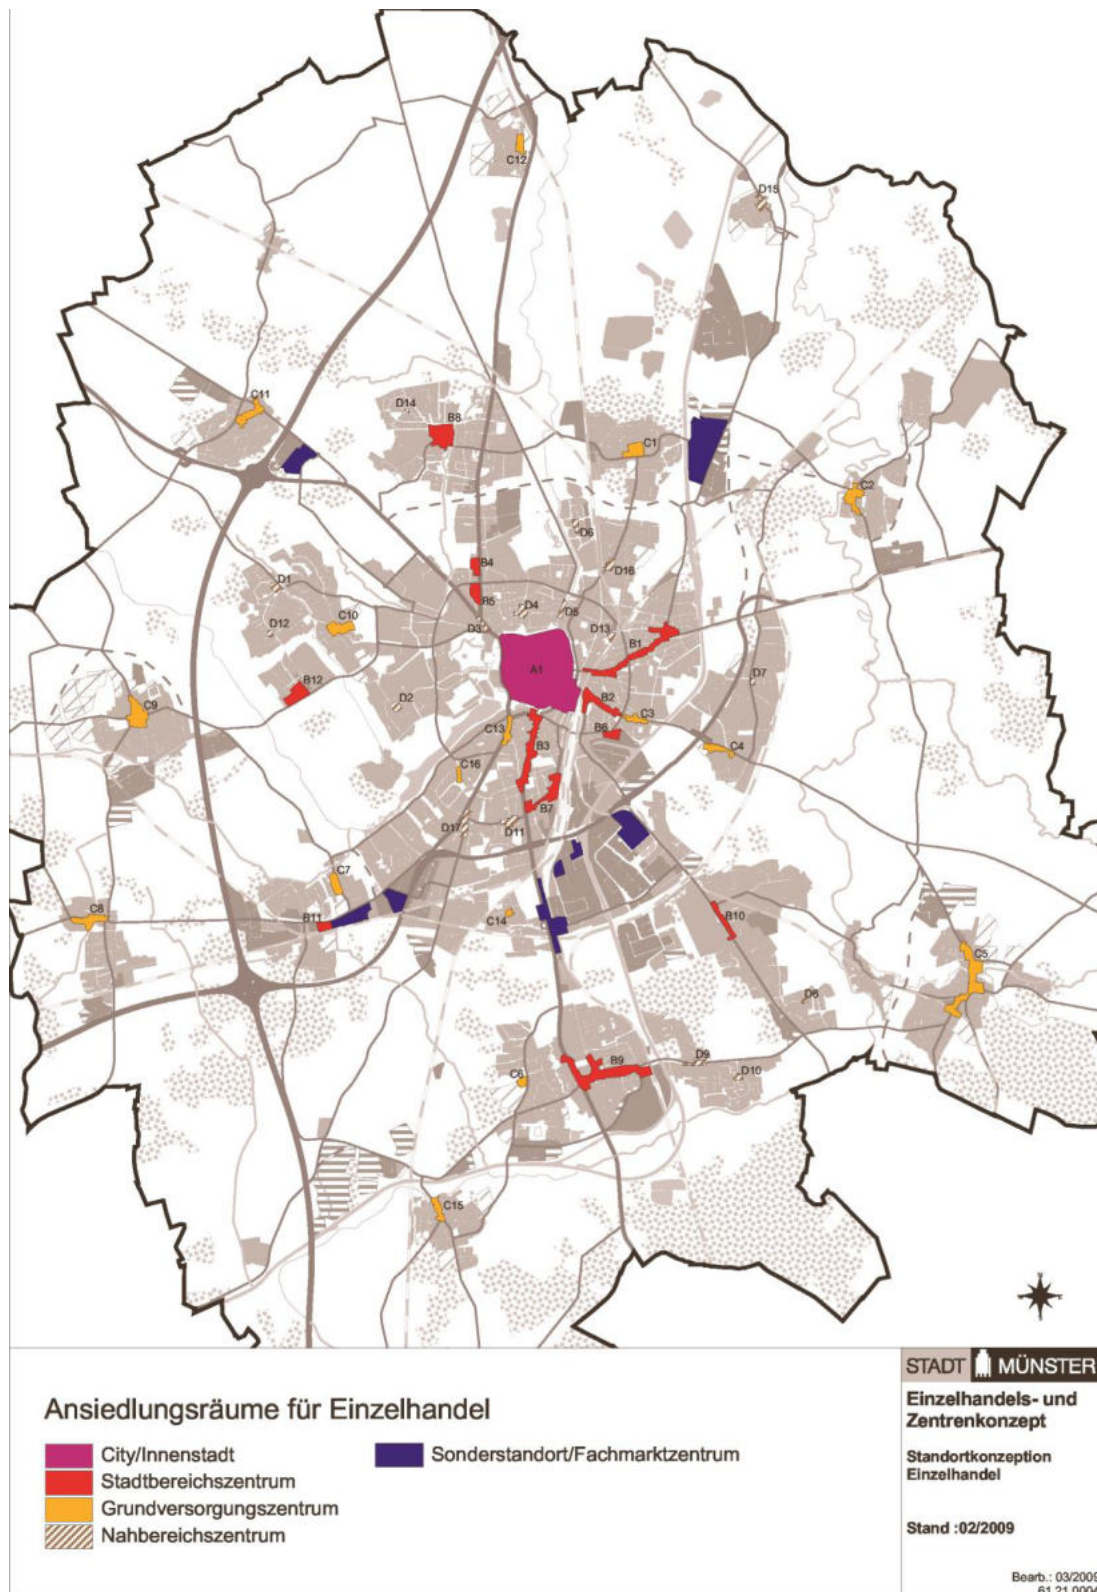 C12
D15
C11
D14
B8
C1
C2
D6
B4
D16
D1
B5
D4
D5
C10
D3
D12
D13
B1
A1
D7
B12
D2
B2
C9
C3
C13
B6
B3
C4
C16
B7
D17
D11
C7
C8
B11
C14
B10
C5
D8
B9
D9
C6
D10
C15
N
STADT MÜNSTER
Ansiedlungsräume für Einzelhandel
City/Innenstadt
Stadtbereichszentrum
Grundversorgungszentrum
Nahbereichszentrum
Sonderstandort/Fachmarktzentrum
Einzelhandels- und
Zentrenkonzept
Standortkonzeption
Einzelhandel
Stand :02/2009
Bearb.: 03/2009
61.21.0004